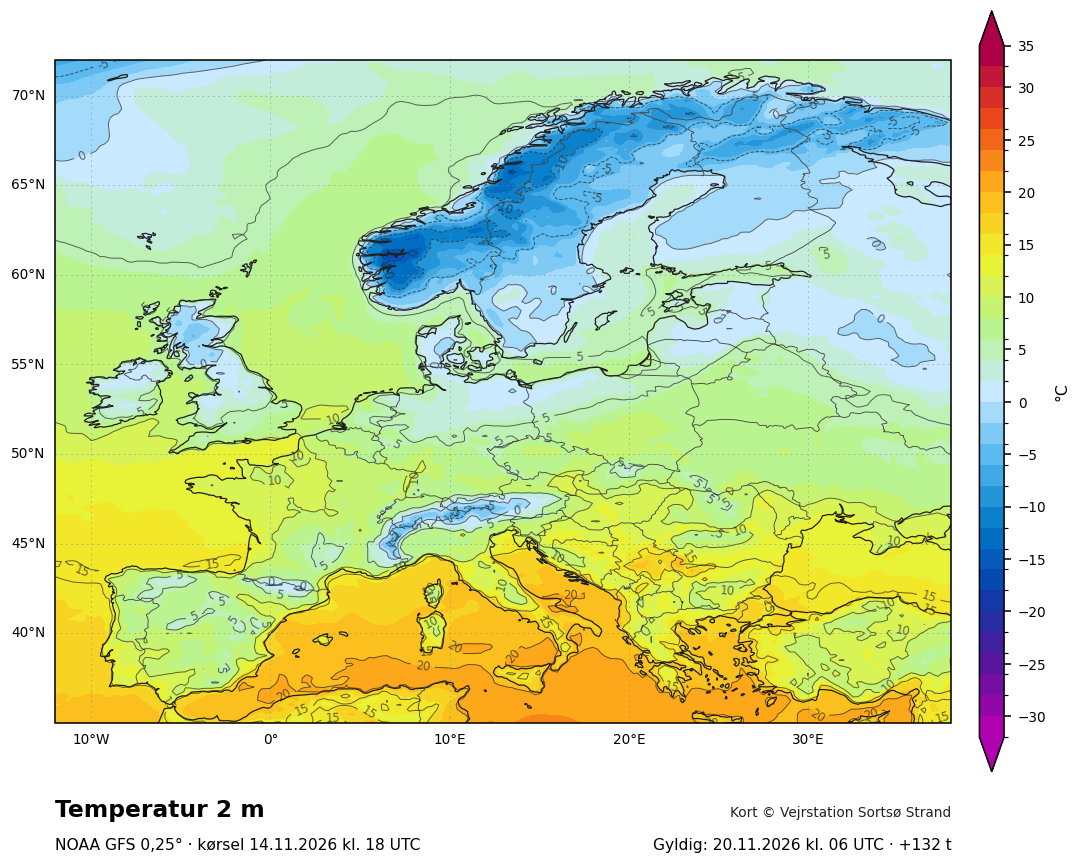 70°N
65°N
60°N
55°N
50°N
45°N
40°N
10°W
0°
10°E
20°E
30°E
35
30
25
20
15
10
5
0
−5
−10
−15
−20
−25
−30
°C
Temperatur 2 m
Kort © Vejrstation Sortsø Strand
NOAA GFS 0,25° · kørsel 14.11.2026 kl. 18 UTC
Gyldig: 20.11.2026 kl. 06 UTC · +132 t